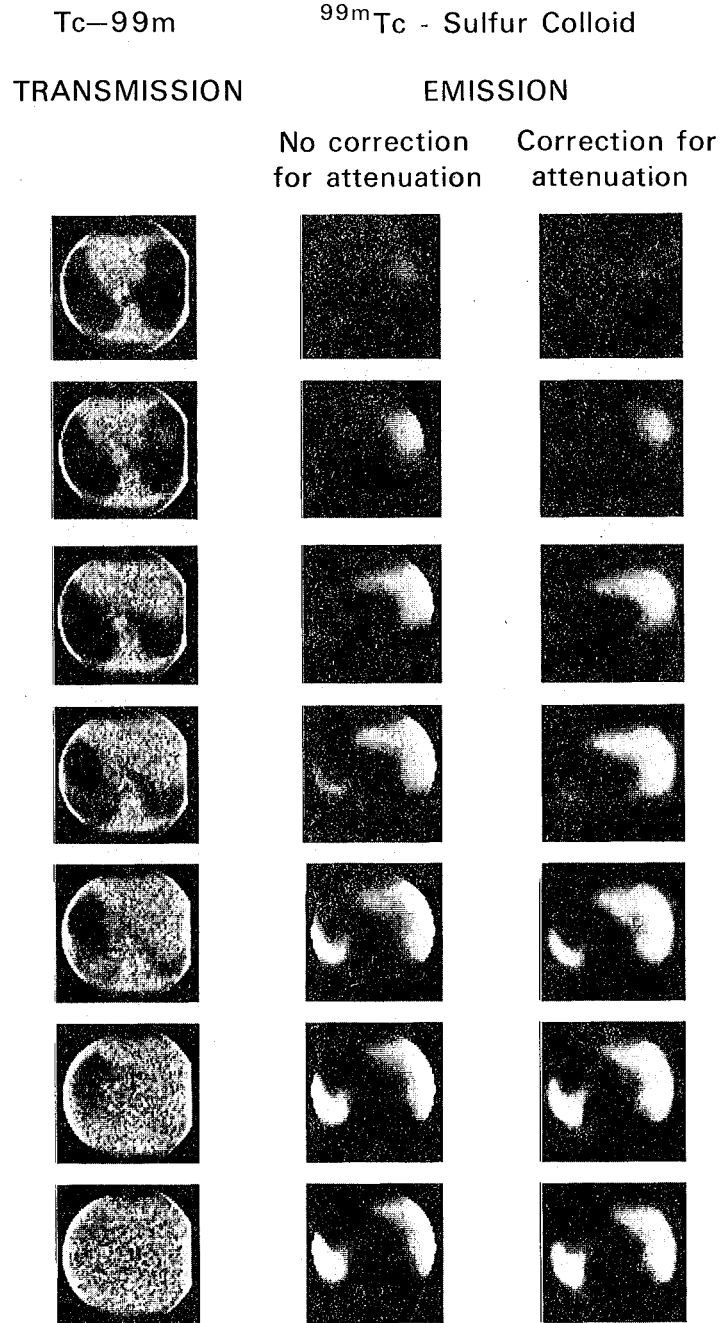 Tc–99m
⁹⁹ᵐTc - Sulfur Colloid
TRANSMISSION
EMISSION
No correction
for attenuation
Correction for
attenuation